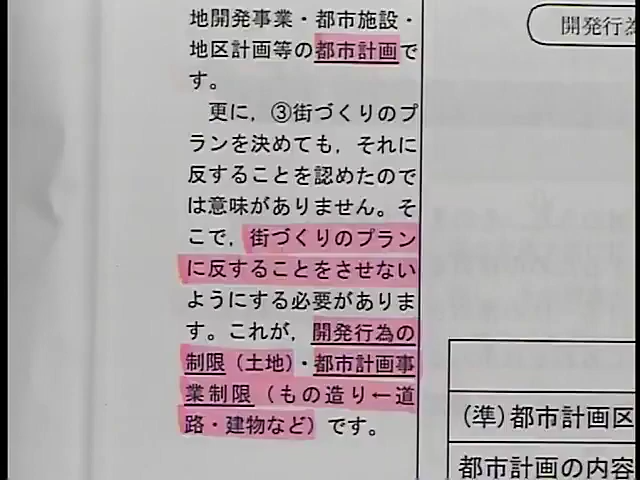 地開発事業・都市施設・
地区計画等の都市計画で
す。
更に，③街づくりのプ
ランを決めても，それに
反することを認めたので
は意味がありません。そ
こで，街づくりのプラン
に反することをさせない
ようにする必要がありま
す。これが，開発行為の
制限（土地）・都市計画事
業制限（もの造り←道
路・建物など）です。
開発行為
(準)都市計画区
都市計画の内容